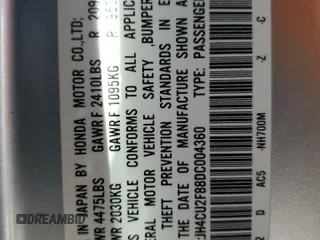 IN JAPAN BY HONDA MOTOR CO.,LTD.
WR 4475LBS GAWR F 2410LBS R 209
WR 2030KG GAWR F 1095KG R
VEHICLE CONFORMS TO ALL APPLIC
ERAL MOTOR VEHICLE SAFETY ,BUMPER
THEFT PREVENTION STANDARDS IN E
THE DATE OF MANUFACTURE SHOWN A
JH4CU2F88DC004360 TYPE: PASSENGE
D AC5 -NH700M -Z -C
DREAMBID